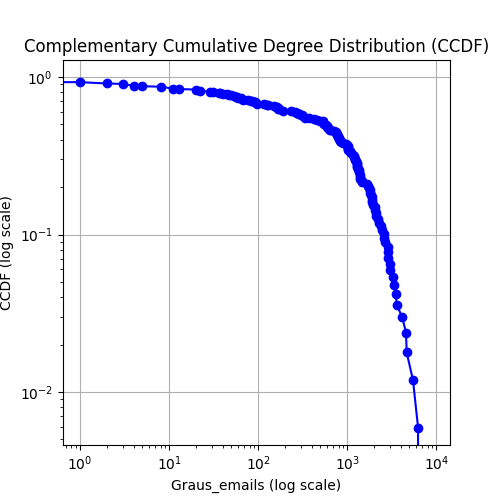 Complementary Cumulative Degree Distribution (CCDF)
CCDF (log scale)
10⁰
10⁻¹
10⁻²
10⁰ 10¹ 10² 10³ 10⁴
Graus_emails (log scale)